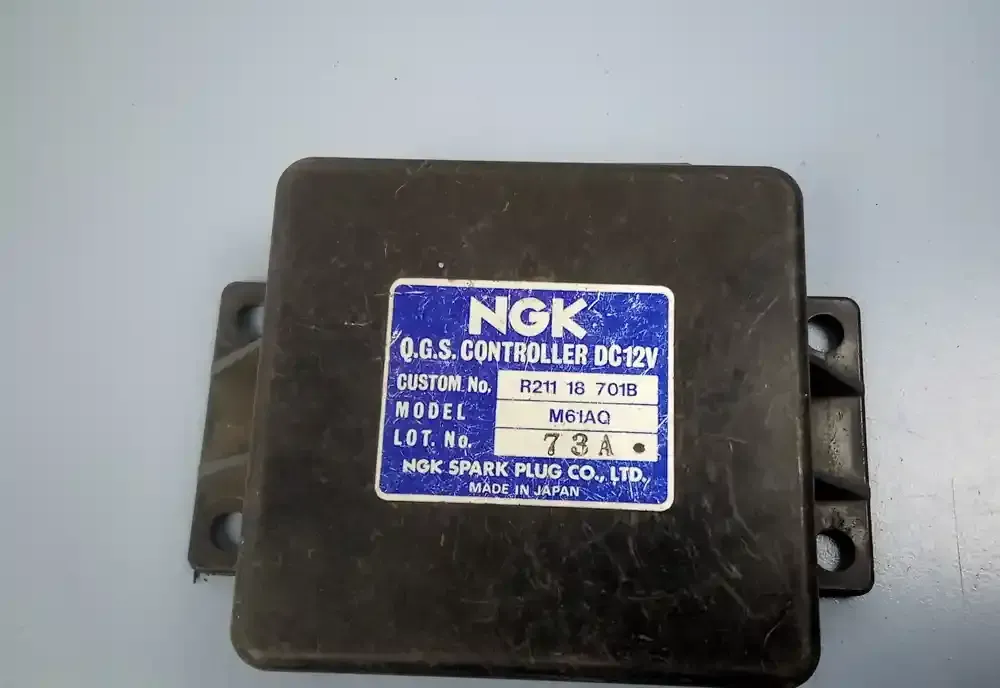 NGK
Q.G.S. CONTROLLER DC12V
CUSTOM No. R211 18 701B
MODEL M61AQ
LOT. No. 73A •
NGK SPARK PLUG CO., LTD.
MADE IN JAPAN